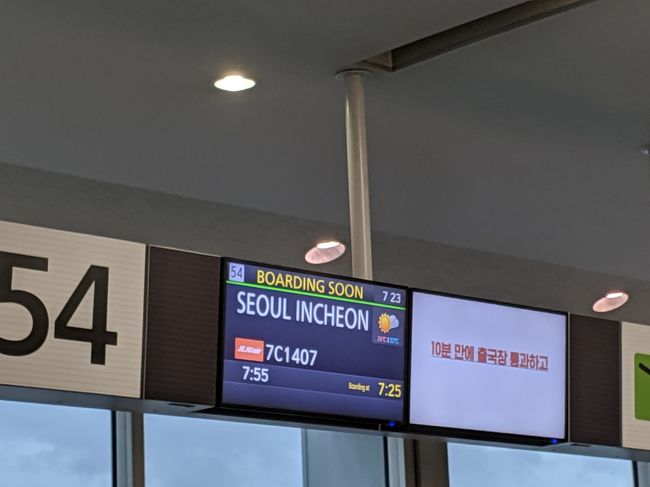 54
54 BOARDING SOON 7 23
SEOUL INCHEON
JEJUair 7C1407
7:55 Boarding at 7:25
10분 만에 출국장 통과하고